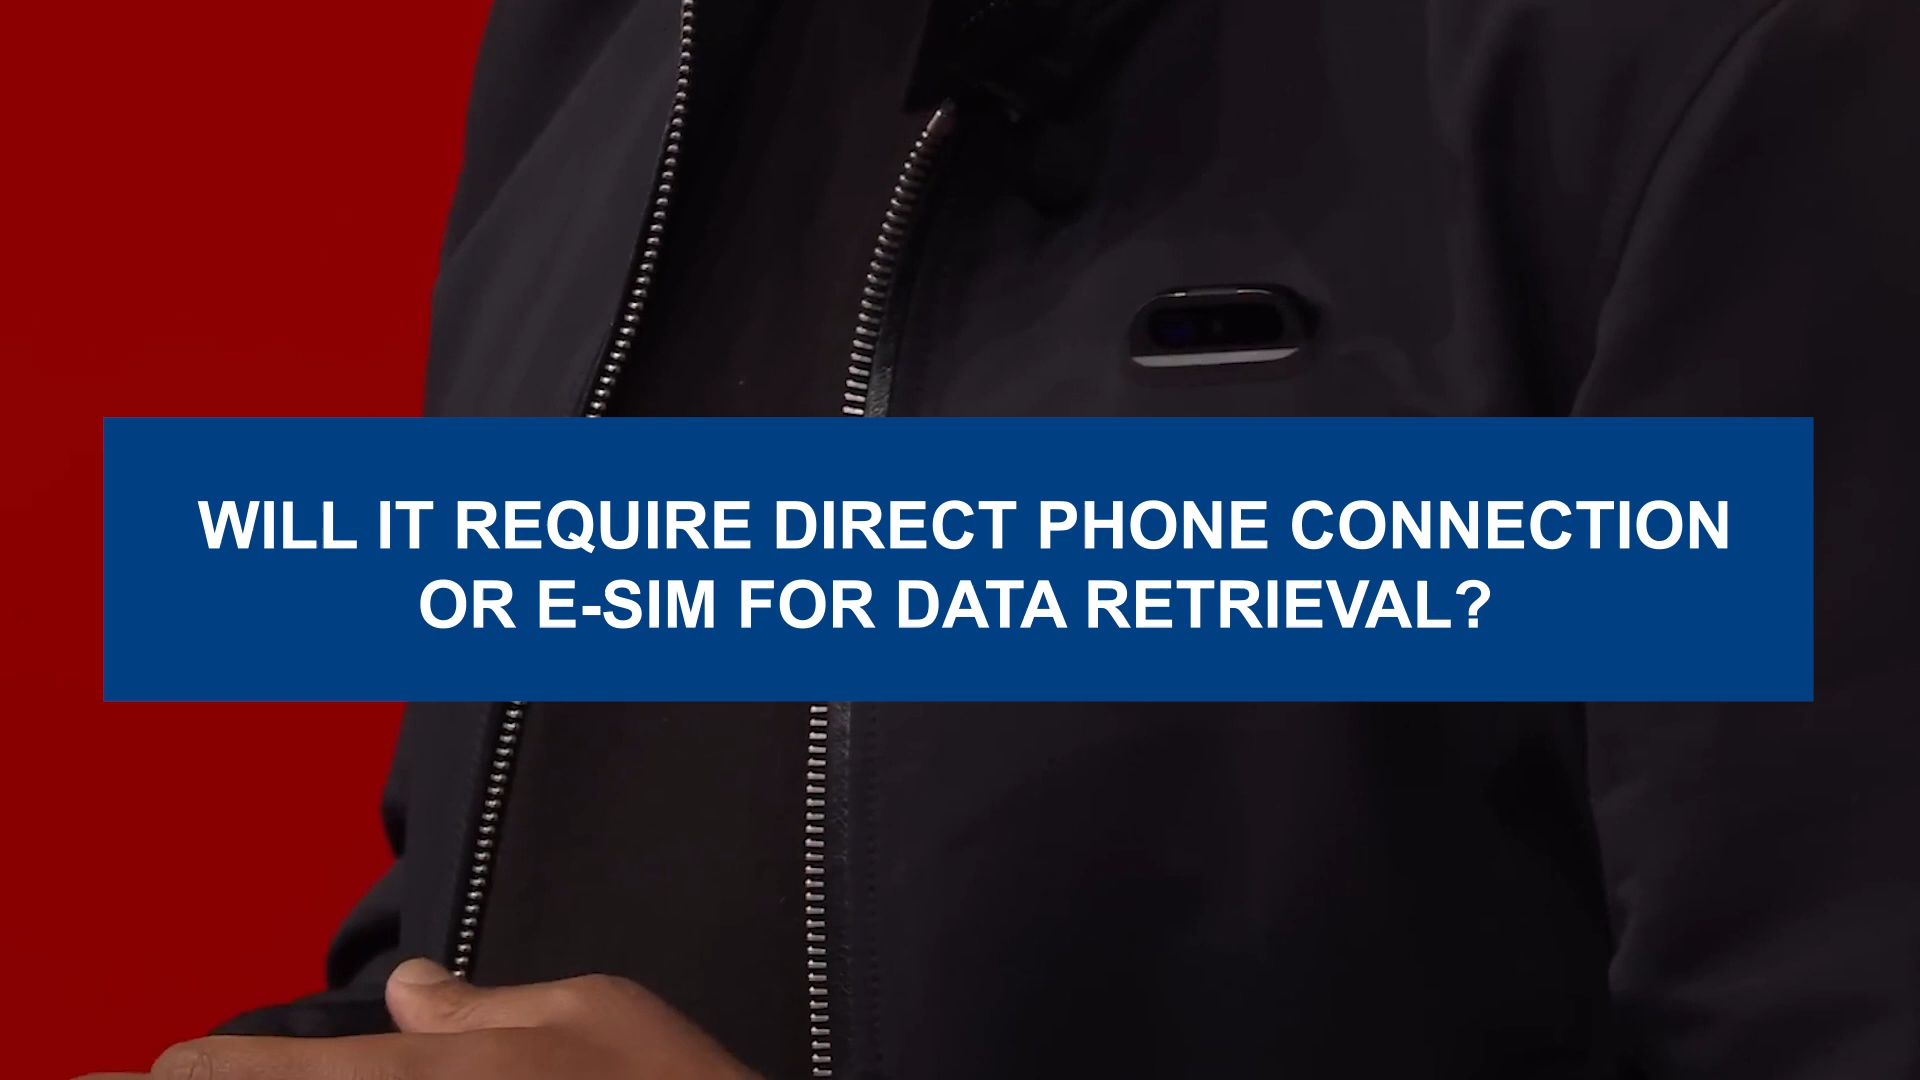 WILL IT REQUIRE DIRECT PHONE CONNECTION
OR E-SIM FOR DATA RETRIEVAL?